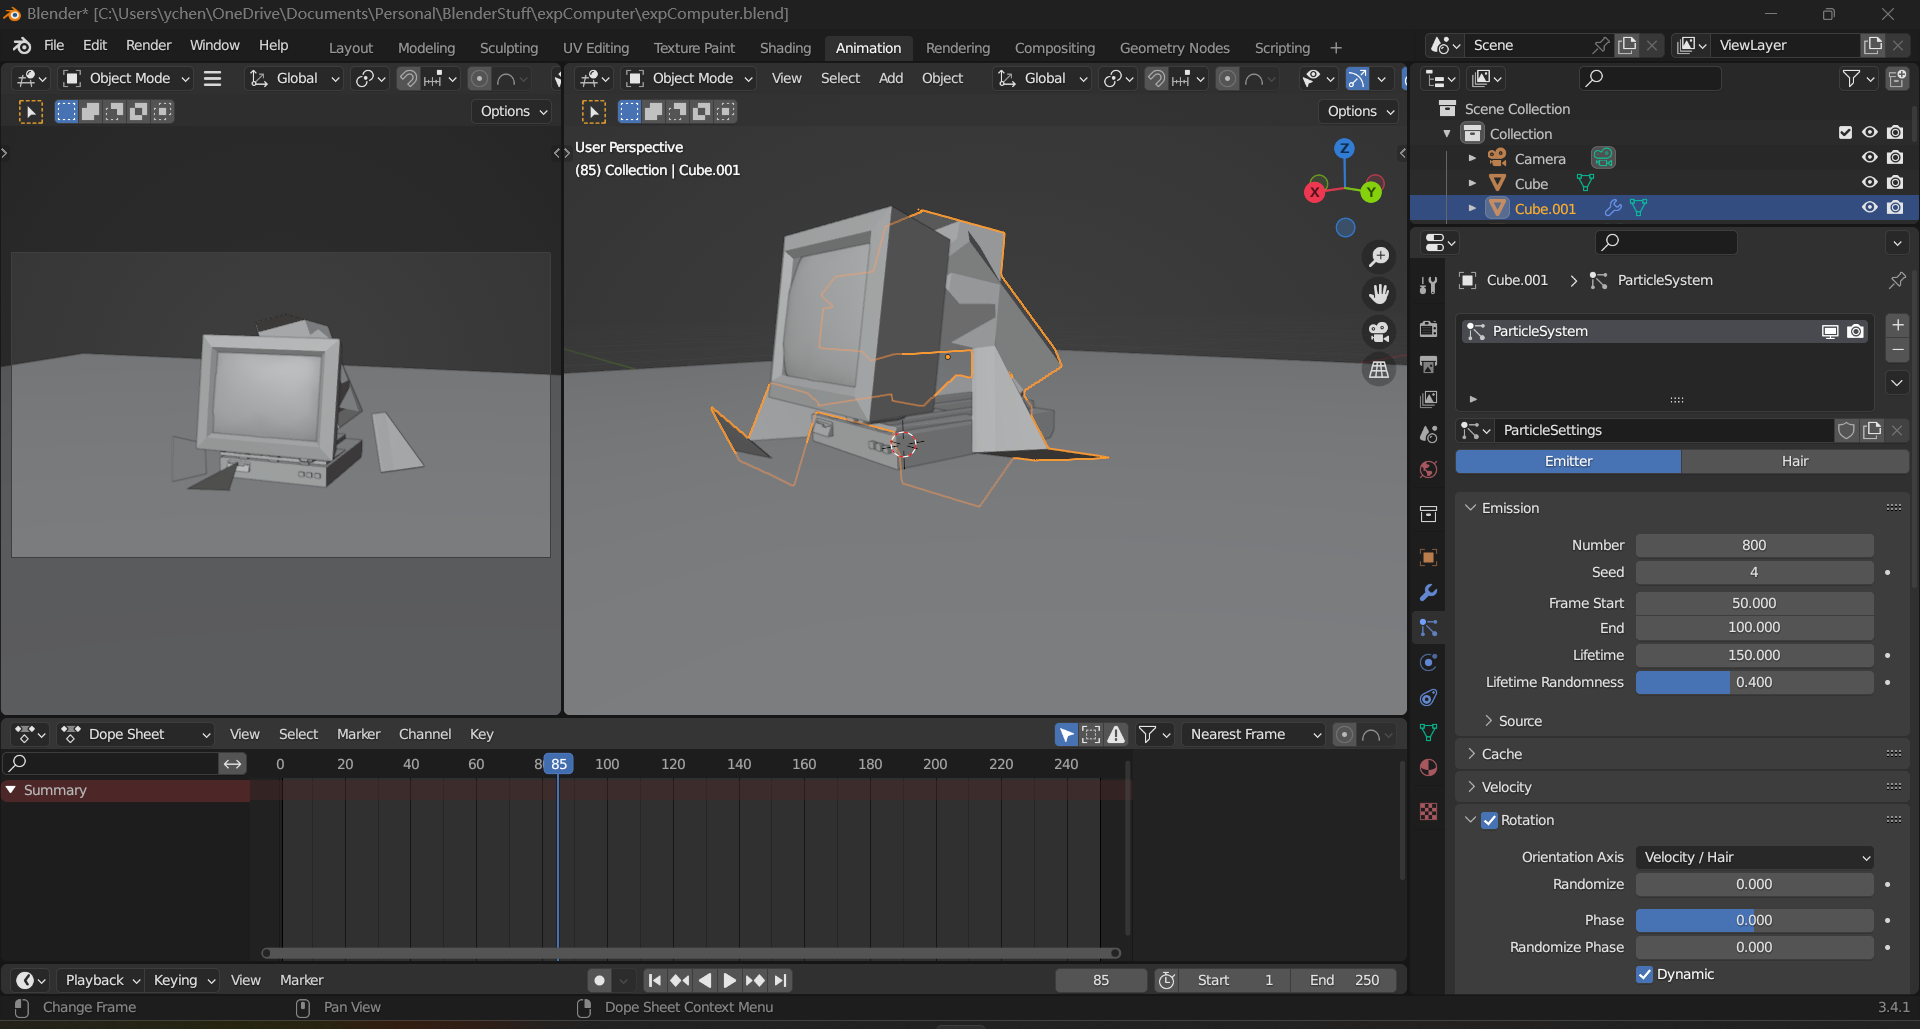 Blender* [C:\Users\ychen\OneDrive\Documents\Personal\BlenderStuff\expComputer\expComputer.blend]
File Edit Render Window Help Layout Modeling Sculpting UV Editing Texture Paint Shading Animation Rendering Compositing Geometry Nodes Scripting + Scene ViewLayer
Object Mode Global Object Mode View Select Add Object Global
Options Options
Scene Collection
Collection
Camera
Cube
Cube.001
User Perspective
(85) Collection | Cube.001
Z
X
Y
Cube.001 > ParticleSystem
ParticleSystem
ParticleSettings
Emitter Hair
Emission
Number 800
Seed 4
Frame Start 50.000
End 100.000
Lifetime 150.000
Lifetime Randomness 0.400
Source
Cache
Velocity
Rotation
Orientation Axis Velocity / Hair
Randomize 0.000
Phase 0.000
Randomize Phase 0.000
Dynamic
Dope Sheet View Select Marker Channel Key Nearest Frame
0 20 40 60 8 85 100 120 140 160 180 200 220 240
Summary
Playback Keying View Marker 85 Start 1 End 250
Change Frame Pan View Dope Sheet Context Menu 3.4.1